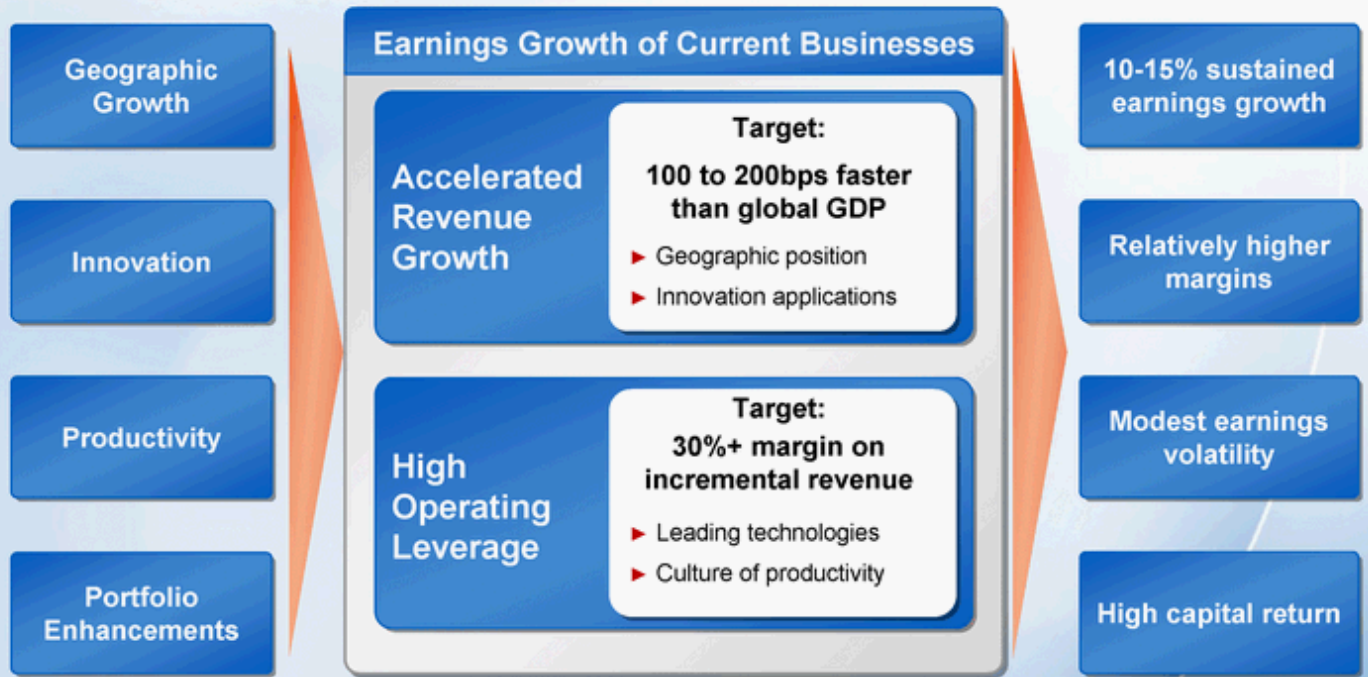 Geographic
Growth
Innovation
Productivity
Portfolio
Enhancements
Earnings Growth of Current Businesses
Accelerated
Revenue
Growth
Target:
100 to 200bps faster
than global GDP
► Geographic position
► Innovation applications
High
Operating
Leverage
Target:
30%+ margin on
incremental revenue
► Leading technologies
► Culture of productivity
10-15% sustained
earnings growth
Relatively higher
margins
Modest earnings
volatility
High capital return